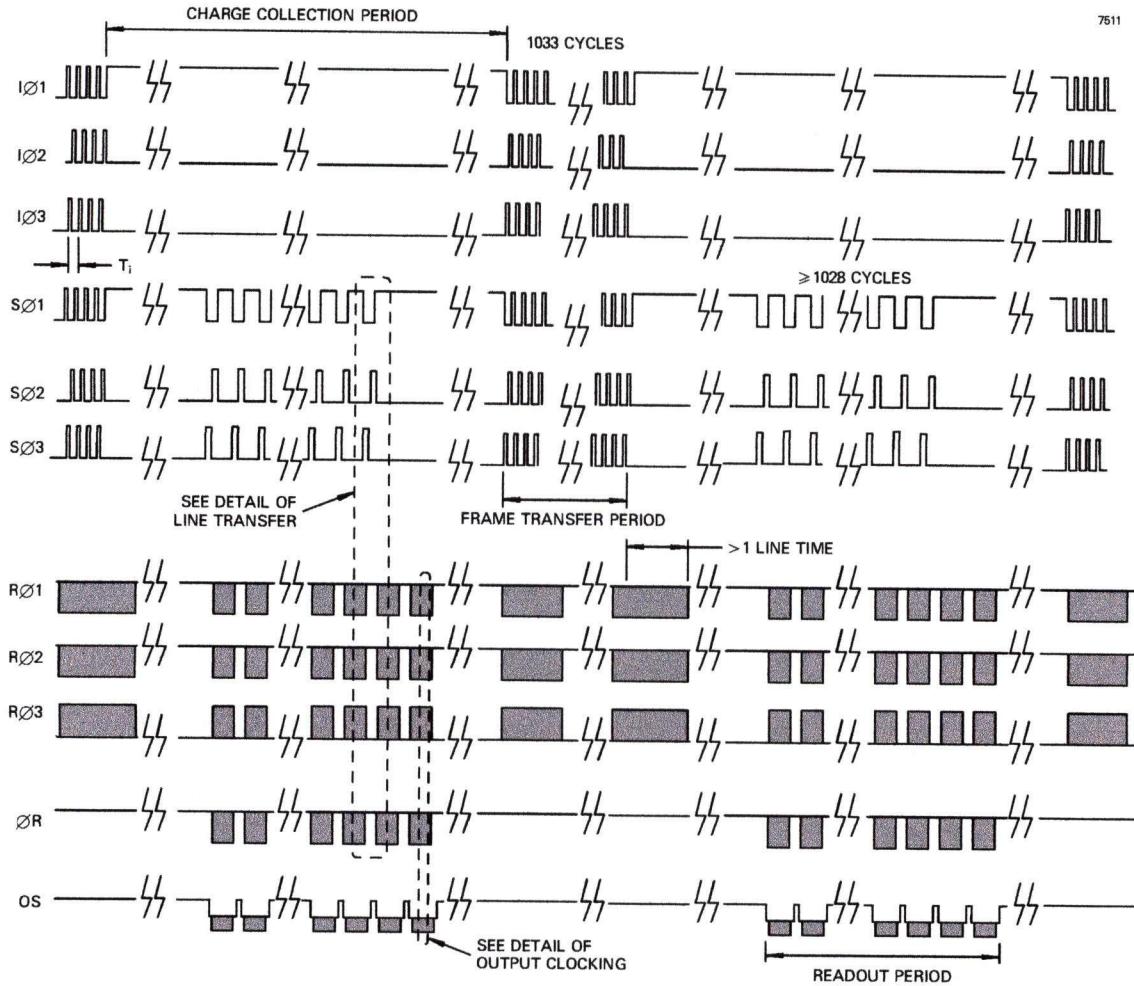 CHARGE COLLECTION PERIOD
7511
1033 CYCLES
IØ1
IØ2
IØ3
Ti
≥1028 CYCLES
SØ1
SØ2
SØ3
SEE DETAIL OF
LINE TRANSFER
FRAME TRANSFER PERIOD
>1 LINE TIME
RØ1
RØ2
RØ3
ØR
OS
SEE DETAIL OF
OUTPUT CLOCKING
READOUT PERIOD